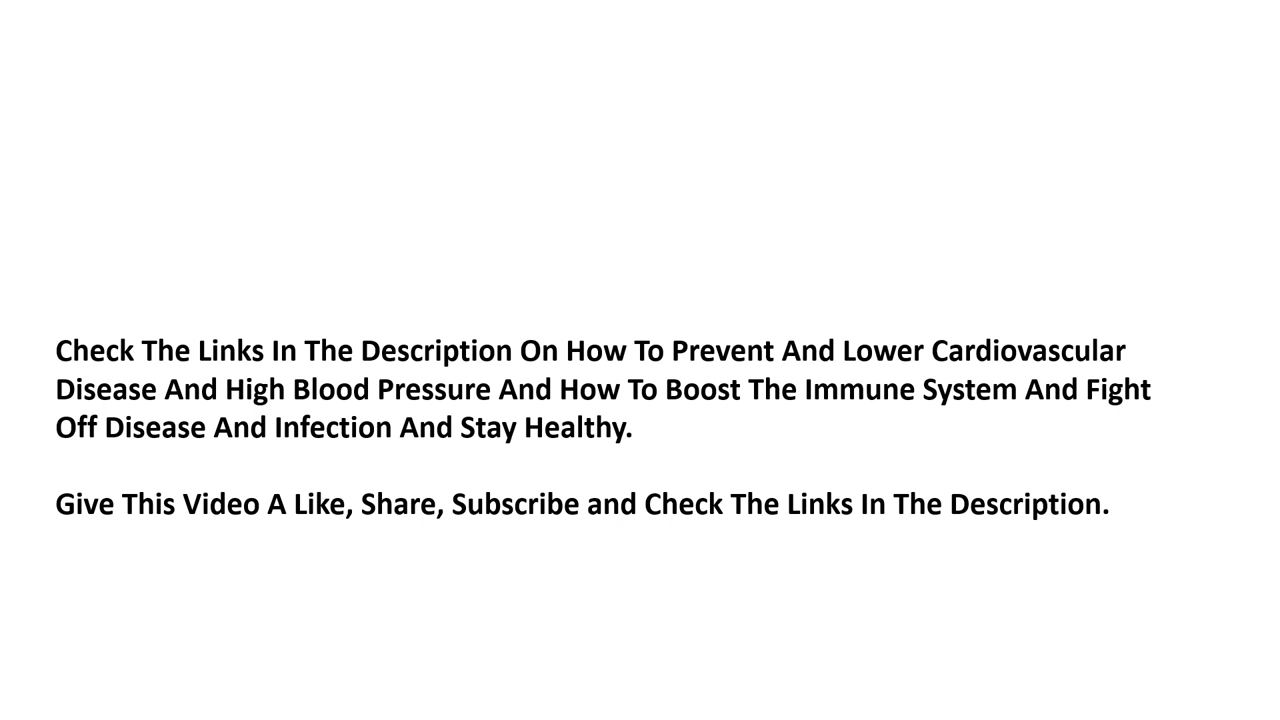 Check The Links In The Description On How To Prevent And Lower Cardiovascular
Disease And High Blood Pressure And How To Boost The Immune System And Fight
Off Disease And Infection And Stay Healthy.
Give This Video A Like, Share, Subscribe and Check The Links In The Description.